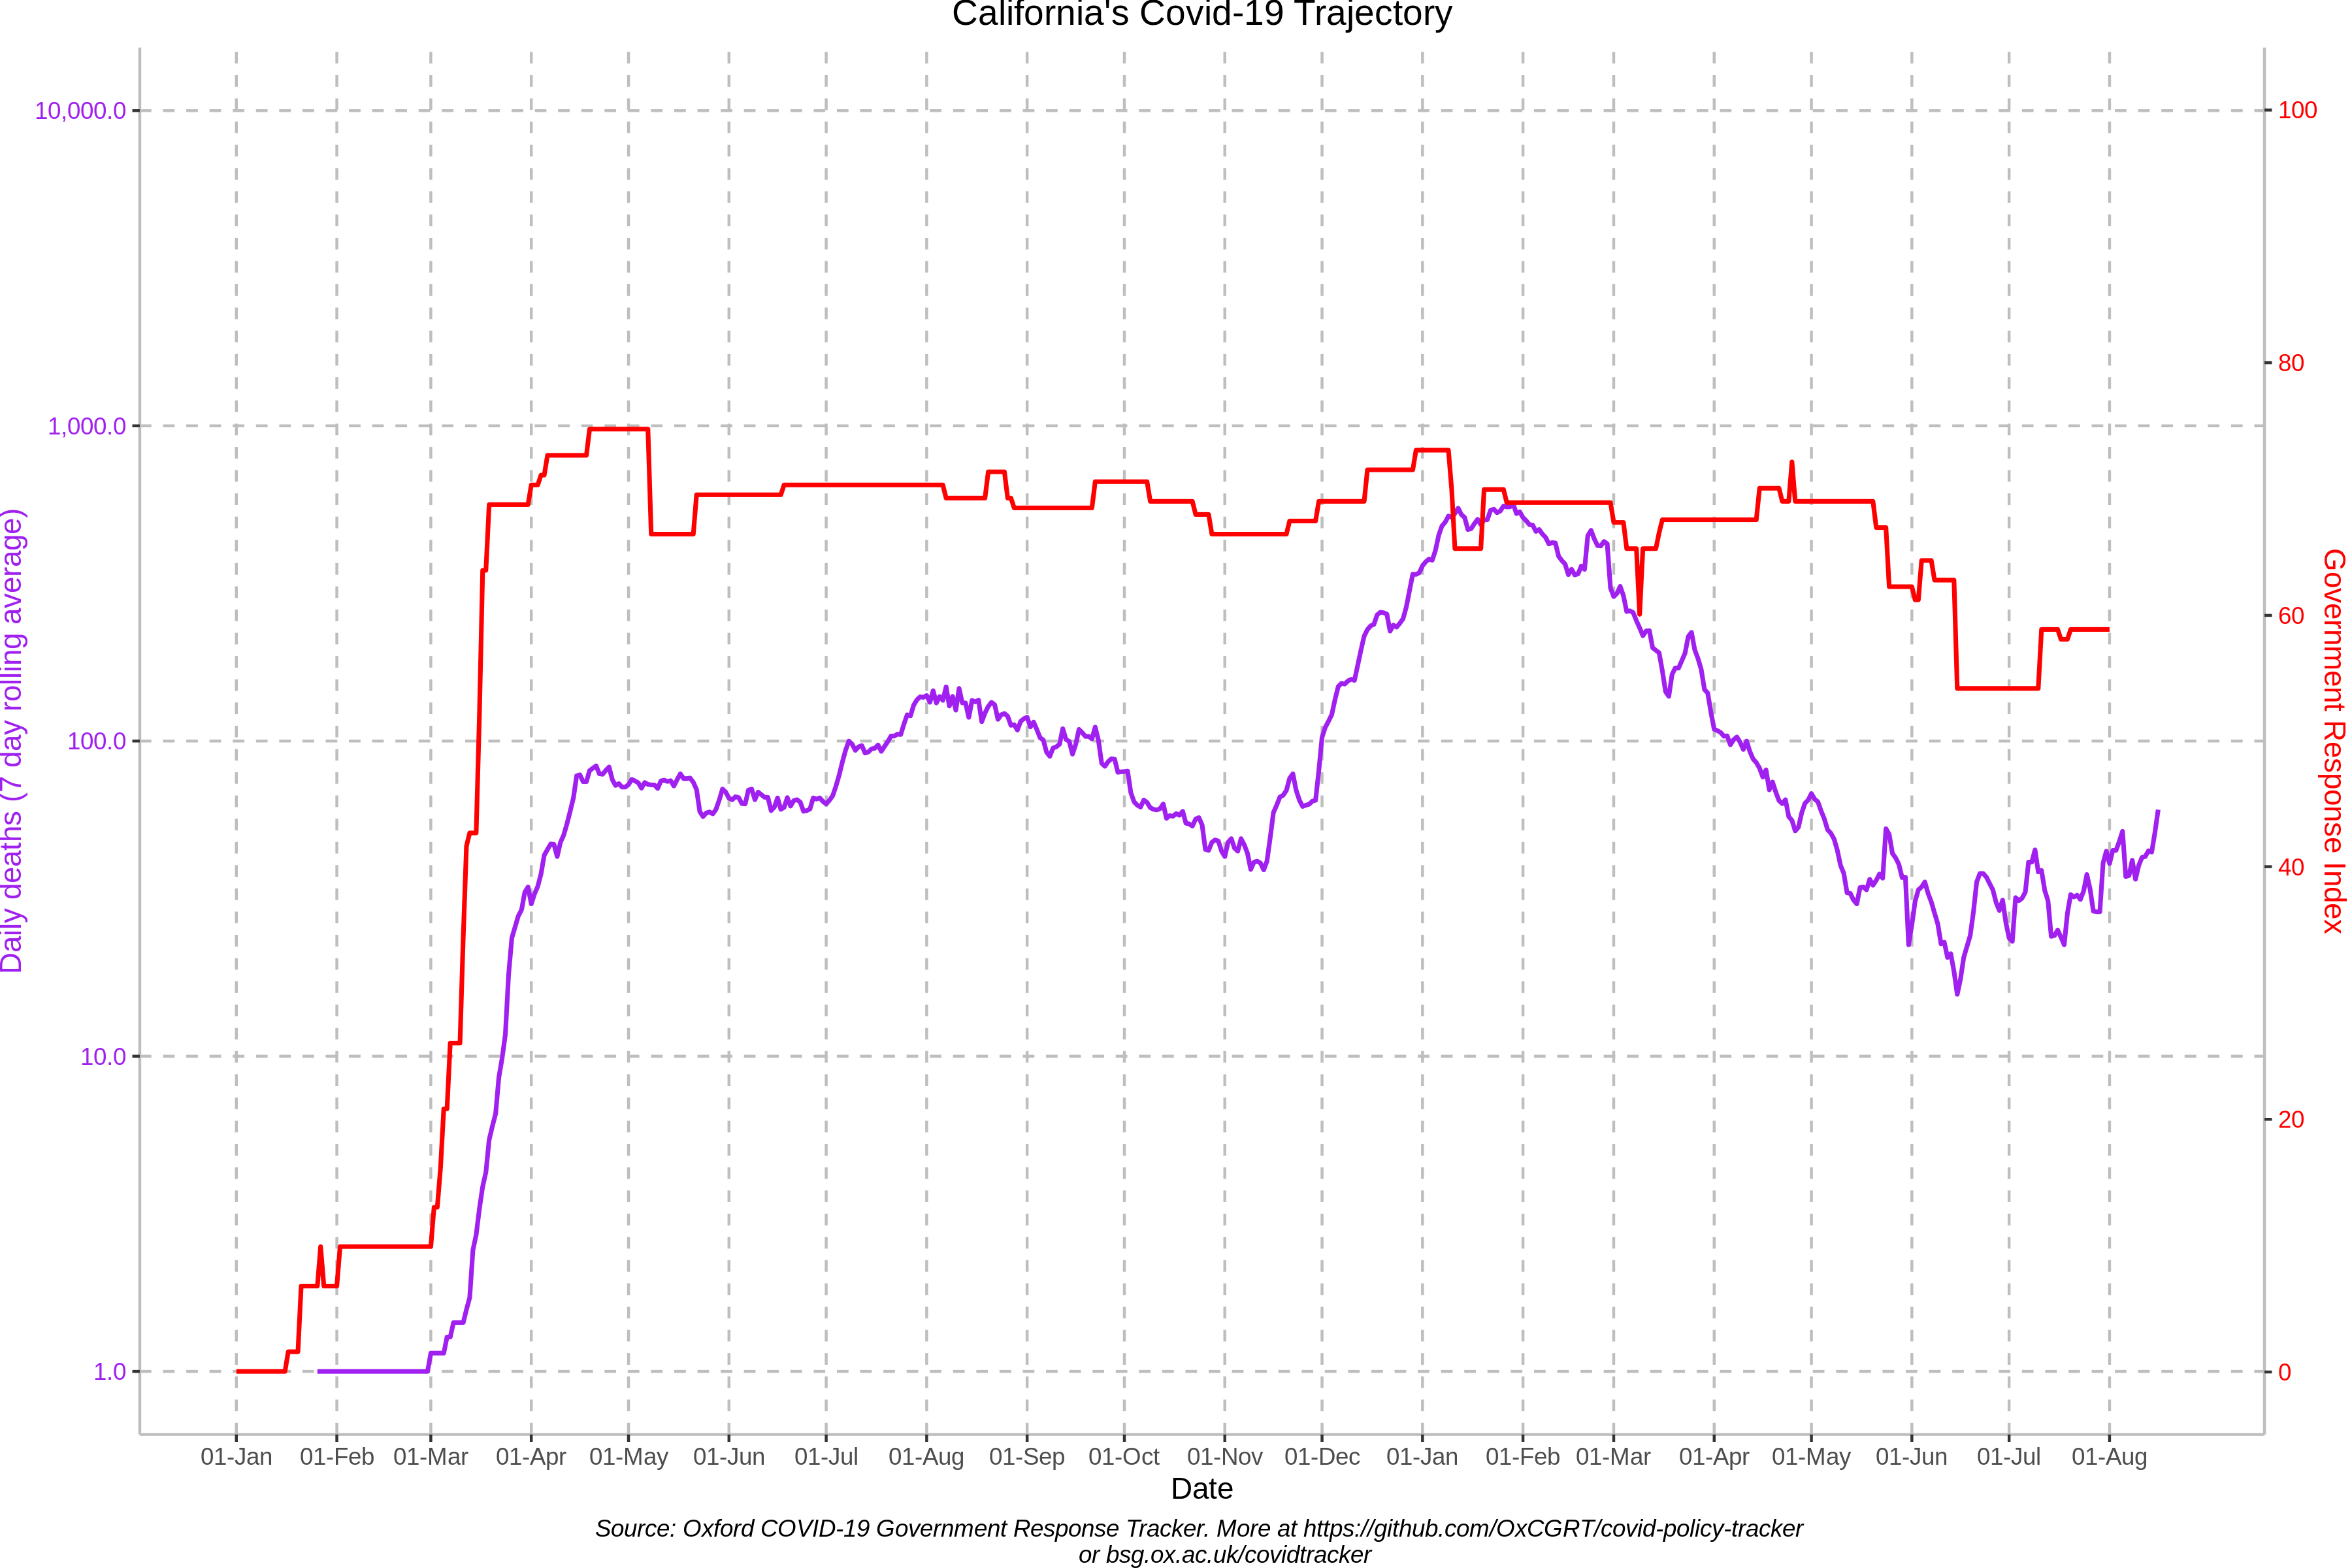 California's Covid-19 Trajectory
10,000.0
1,000.0
100.0
10.0
1.0
Daily deaths (7 day rolling average)
100
80
60
40
20
0
Government Response Index
01-Jan 01-Feb 01-Mar 01-Apr 01-May 01-Jun 01-Jul 01-Aug 01-Sep 01-Oct 01-Nov 01-Dec 01-Jan 01-Feb 01-Mar 01-Apr 01-May 01-Jun 01-Jul 01-Aug
Date
Source: Oxford COVID-19 Government Response Tracker. More at https://github.com/OxCGRT/covid-policy-tracker
or bsg.ox.ac.uk/covidtracker